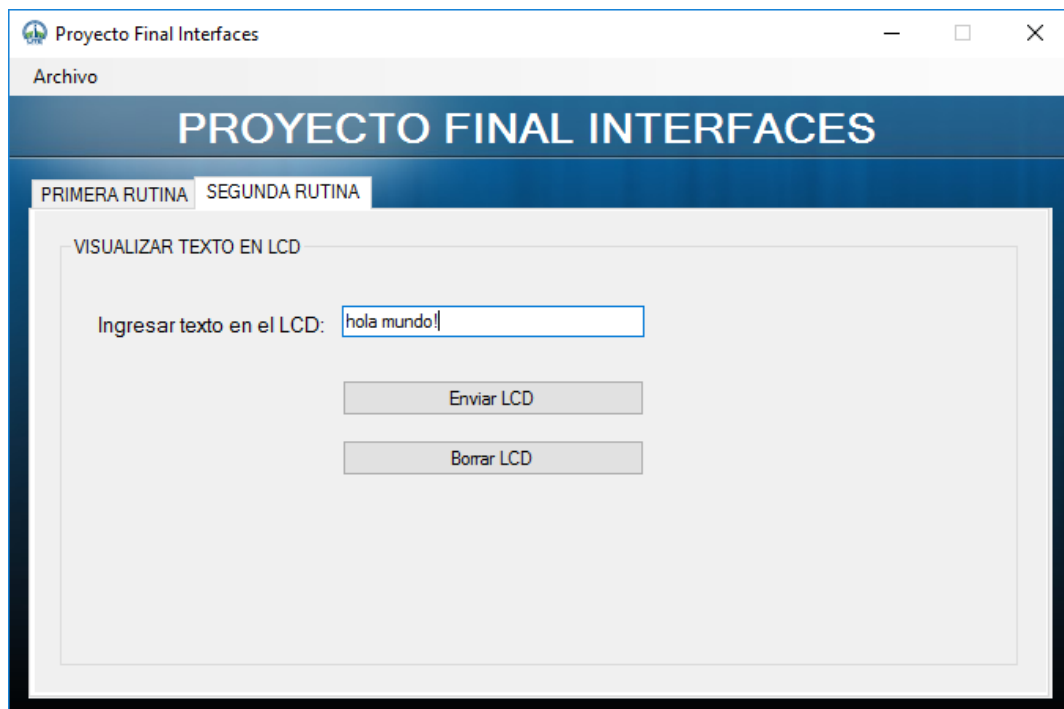 Proyecto Final Interfaces
Archivo
PROYECTO FINAL INTERFACES
PRIMERA RUTINA SEGUNDA RUTINA
VISUALIZAR TEXTO EN LCD
Ingresar texto en el LCD: hola mundo!
Enviar LCD
Borrar LCD